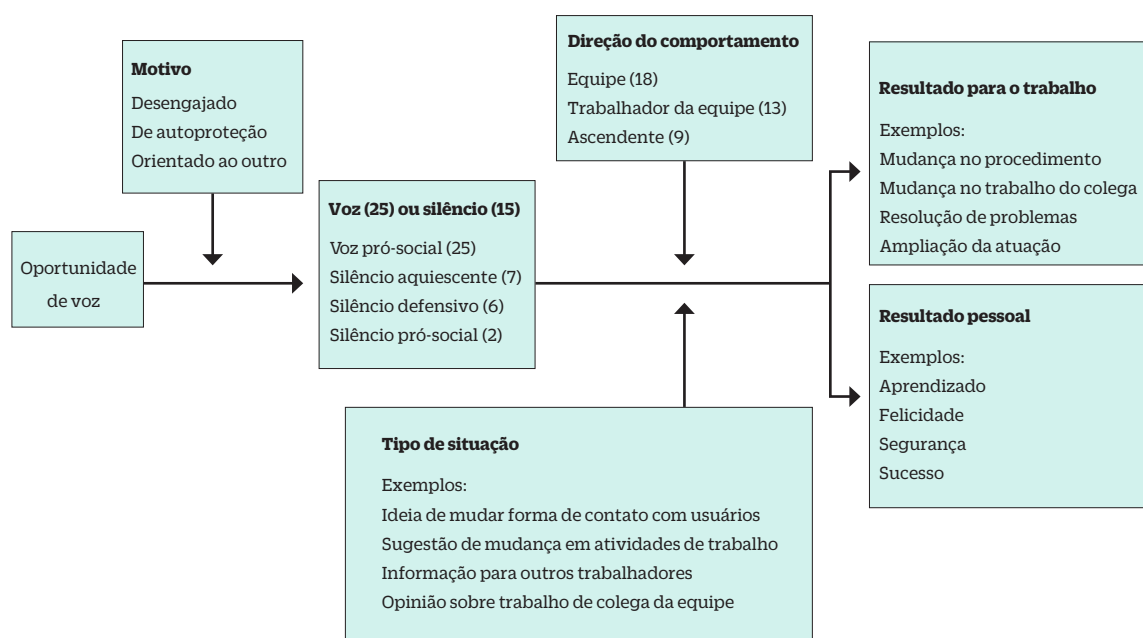 Oportunidade
de voz
Motivo
Desengajado
De autoproteção
Orientado ao outro
Voz (25) ou silêncio (15)
Voz pró-social (25)
Silêncio aquiescente (7)
Silêncio defensivo (6)
Silêncio pró-social (2)
Direção do comportamento
Equipe (18)
Trabalhador da equipe (13)
Ascendente (9)
Tipo de situação
Exemplos:
Ideia de mudar forma de contato com usuários
Sugestão de mudança em atividades de trabalho
Informação para outros trabalhadores
Opinião sobre trabalho de colega da equipe
Resultado para o trabalho
Exemplos:
Mudança no procedimento
Mudança no trabalho do colega
Resolução de problemas
Ampliação da atuação
Resultado pessoal
Exemplos:
Aprendizado
Felicidade
Segurança
Sucesso